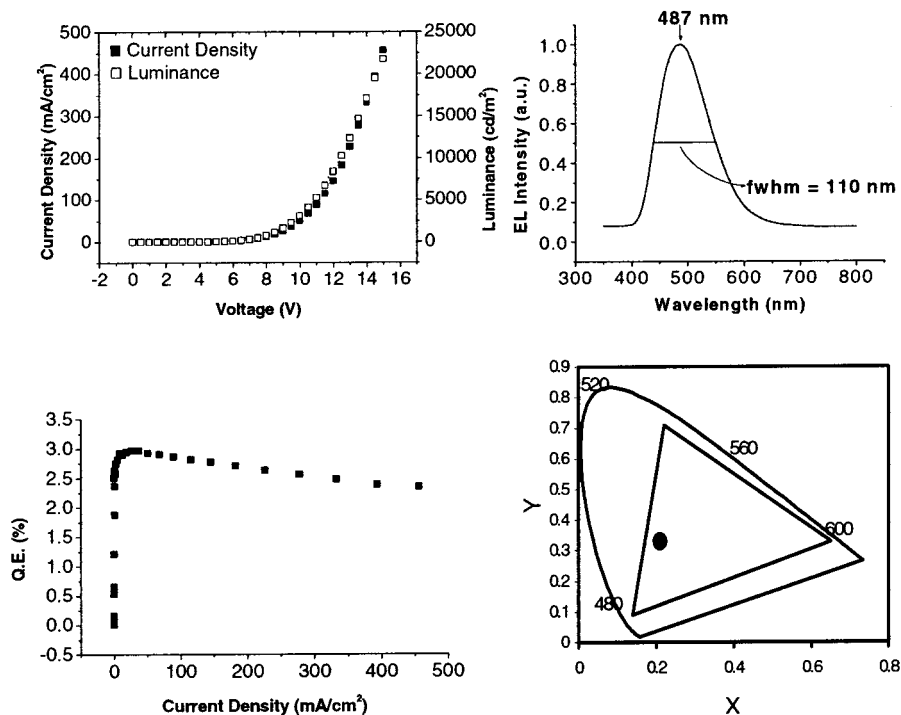 Current Density (mA/cm²)
500
400
300
200
100
0
■ Current Density
□ Luminance
25000
20000
15000
10000
5000
0
Luminance (cd/m²)
-2 0 2 4 6 8 10 12 14 16
Voltage (V)
487 nm
EL Intensity (a.u.)
1.0
0.8
0.6
0.4
0.2
0.0
fwhm = 110 nm
300 400 500 600 700 800
Wavelength (nm)
Q.E. (%)
5.0
4.5
4.0
3.5
3.0
2.5
2.0
1.5
1.0
0.5
0.0
-0.5
0 100 200 300 400 500
Current Density (mA/cm²)
Y
0.9
0.8
0.7
0.6
0.5
0.4
0.3
0.2
0.1
0
520
560
600
480
0 0.2 0.4 0.6 0.8
X